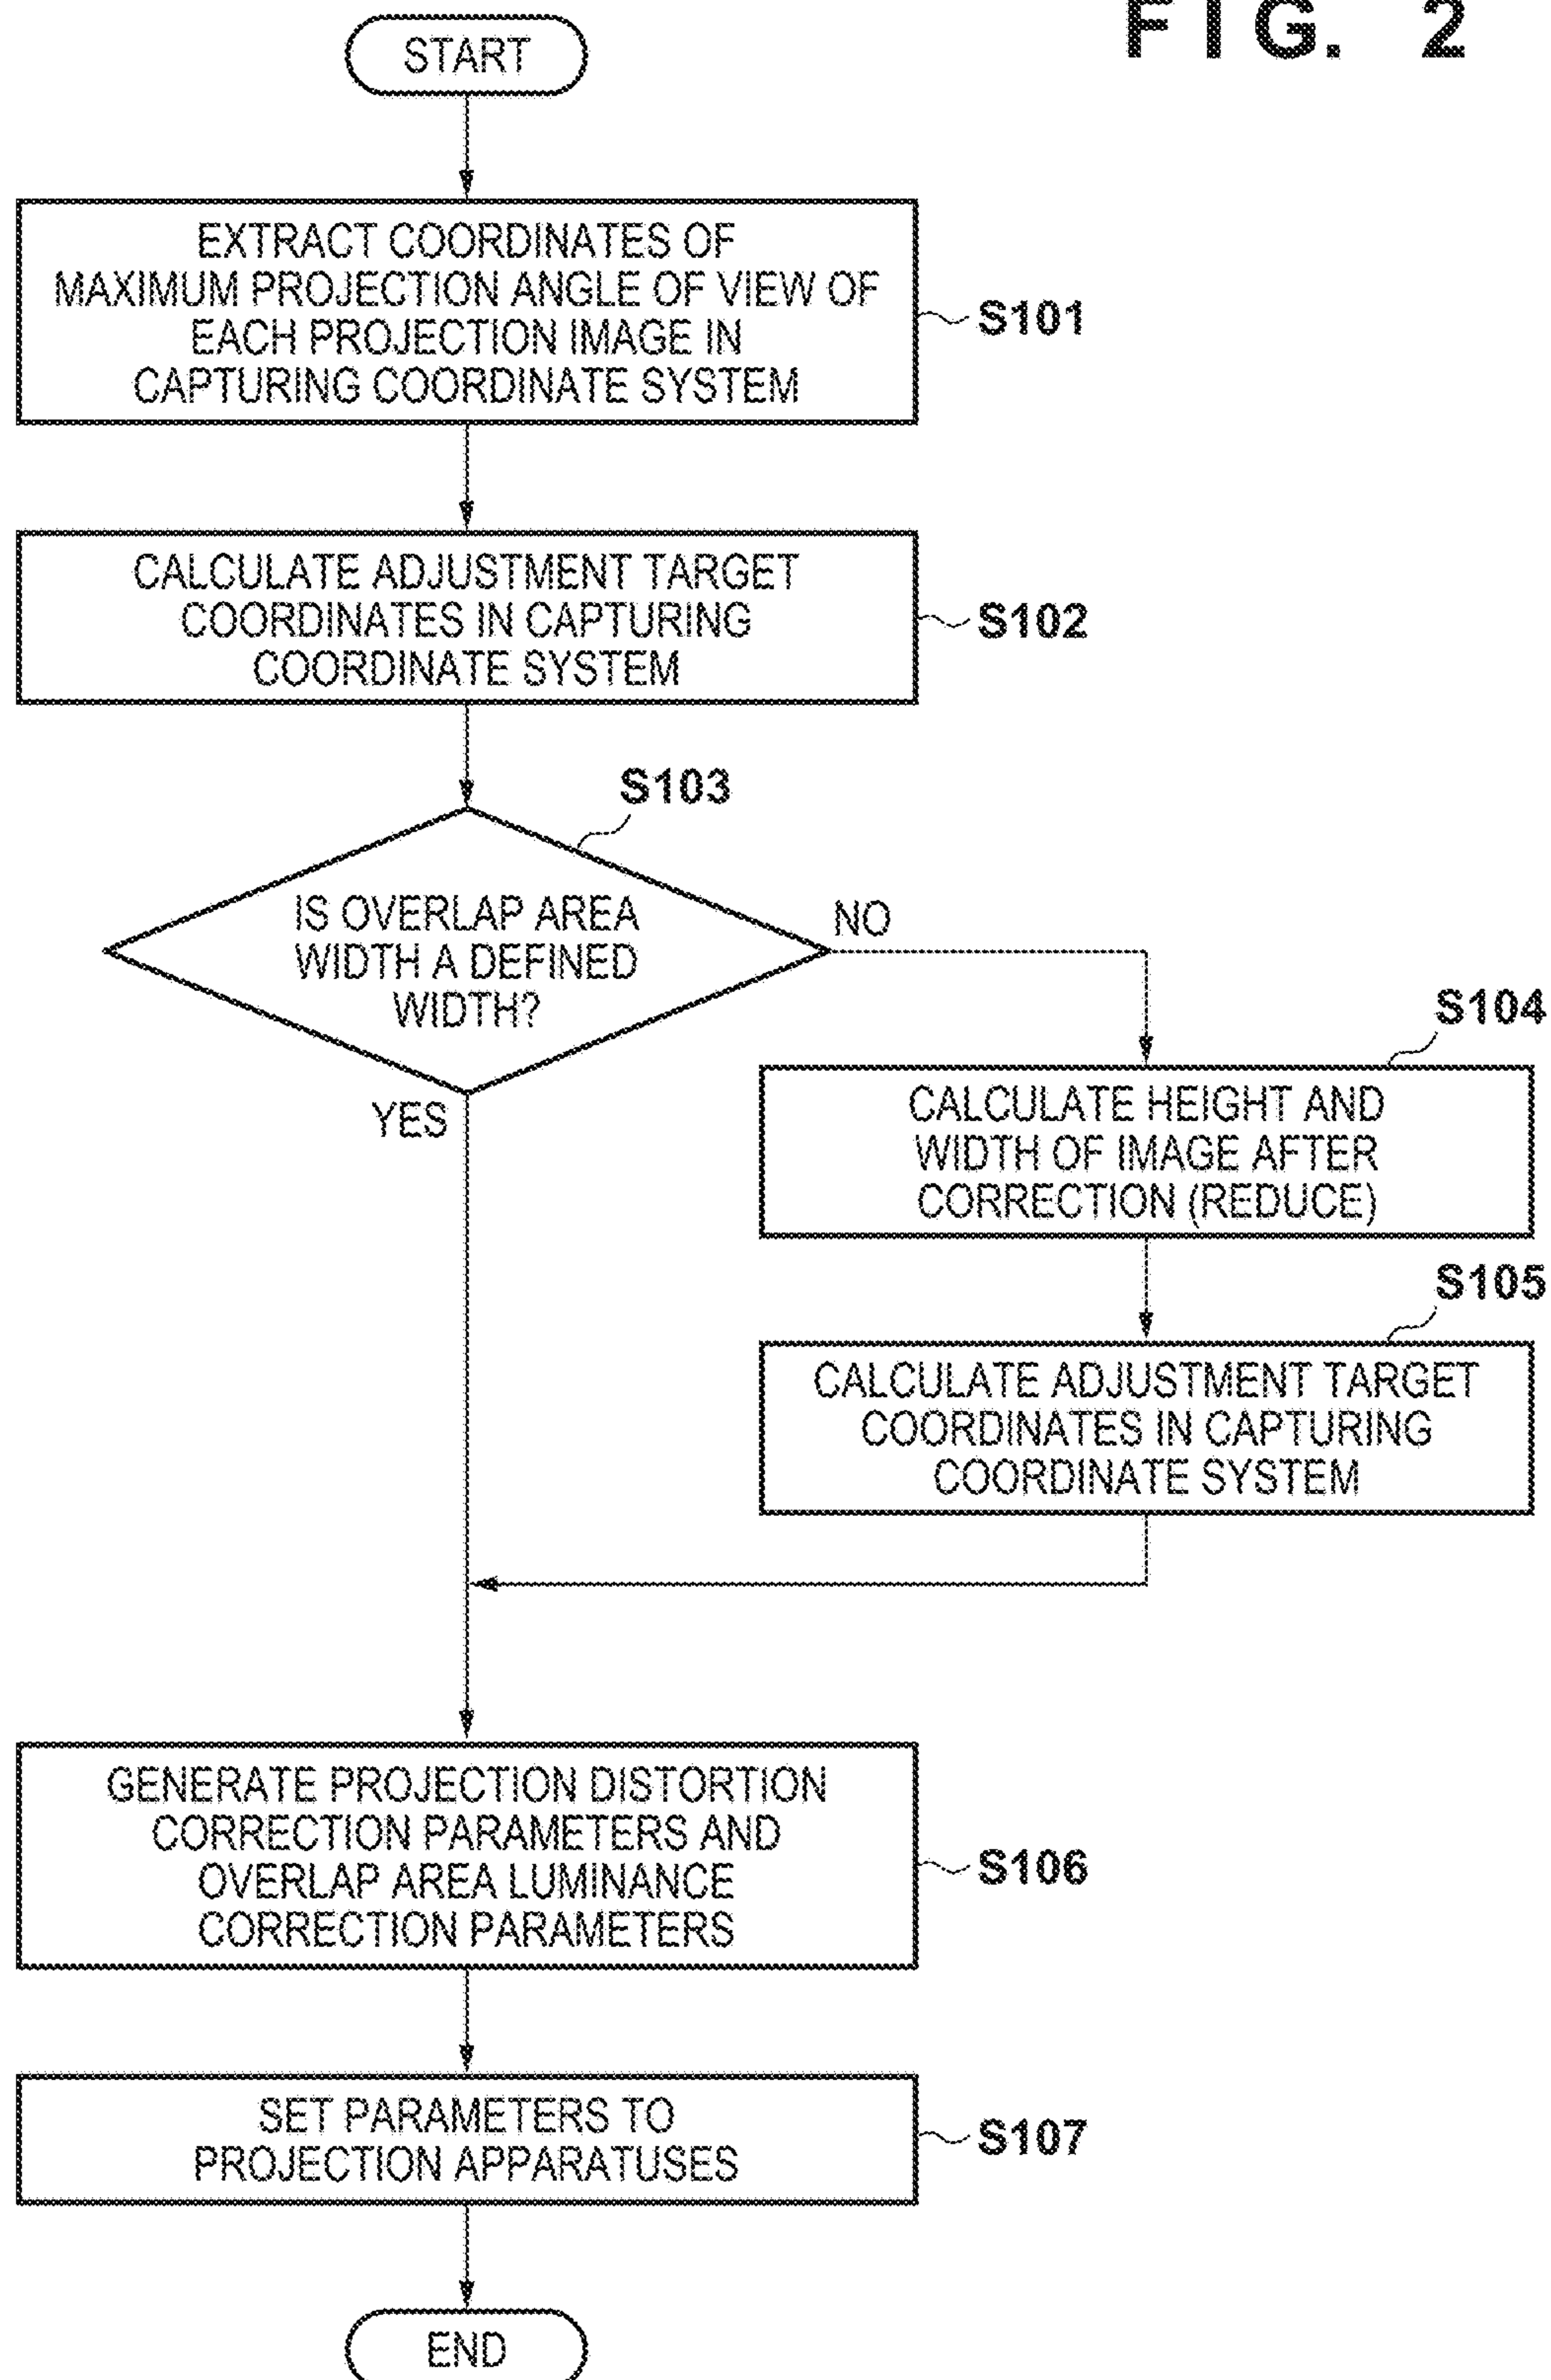 FIG. 2
START
EXTRACT COORDINATES OF
MAXIMUM PROJECTION ANGLE OF VIEW OF
EACH PROJECTION IMAGE IN
CAPTURING COORDINATE SYSTEM
S101
CALCULATE ADJUSTMENT TARGET
COORDINATES IN CAPTURING
COORDINATE SYSTEM
S102
S103
IS OVERLAP AREA
WIDTH A DEFINED
WIDTH?
NO
YES
S104
CALCULATE HEIGHT AND
WIDTH OF IMAGE AFTER
CORRECTION (REDUCE)
S105
CALCULATE ADJUSTMENT TARGET
COORDINATES IN CAPTURING
COORDINATE SYSTEM
GENERATE PROJECTION DISTORTION
CORRECTION PARAMETERS AND
OVERLAP AREA LUMINANCE
CORRECTION PARAMETERS
S106
SET PARAMETERS TO
PROJECTION APPARATUSES
S107
END